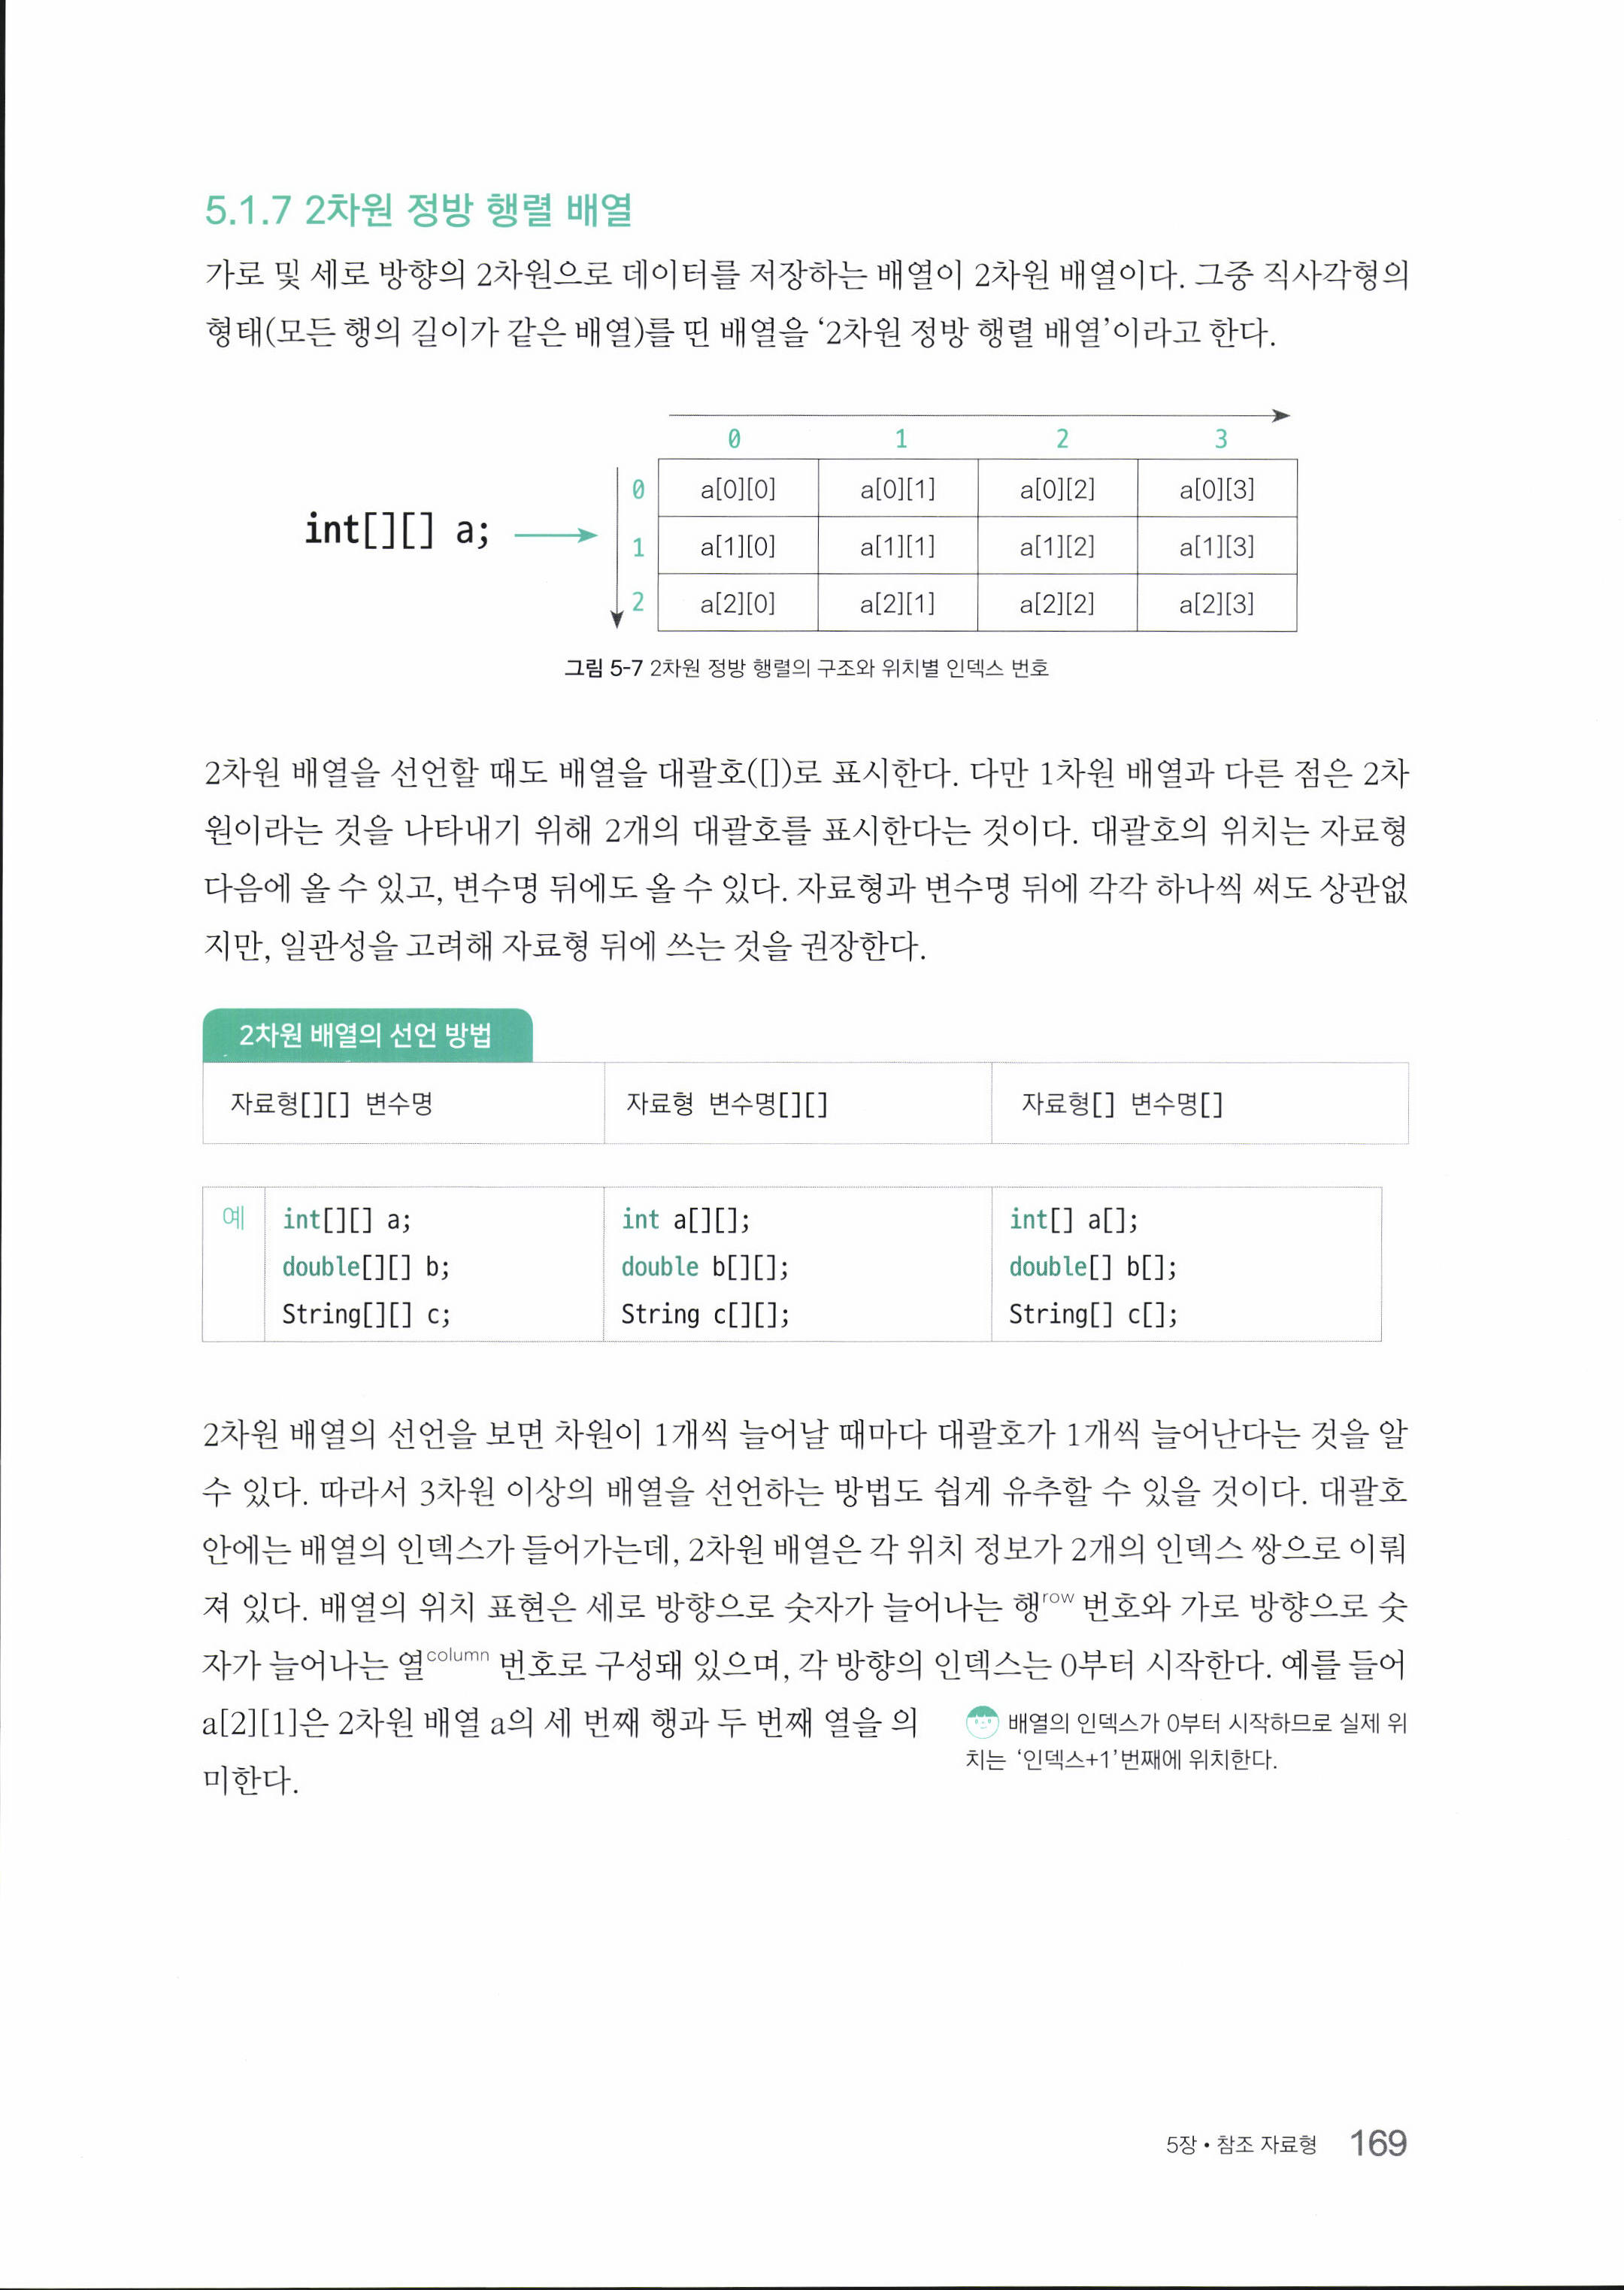 5.1.7 2차원 정방 행렬 배열
가로 및 세로 방향의 2차원으로 데이터를 저장하는 배열이 2차원 배열이다. 그중 직사각형의
형태(모든 행의 길이가 같은 배열)를 띤 배열을 ‘2차원 정방 행렬 배열’이라고 한다.
0 1 2 3
int[][] a;
0 a[0][0] a[0][1] a[0][2] a[0][3]
1 a[1][0] a[1][1] a[1][2] a[1][3]
2 a[2][0] a[2][1] a[2][2] a[2][3]
그림 5-7 2차원 정방 행렬의 구조와 위치별 인덱스 번호
2차원 배열을 선언할 때도 배열을 대괄호([])로 표시한다. 다만 1차원 배열과 다른 점은 2차
원이라는 것을 나타내기 위해 2개의 대괄호를 표시한다는 것이다. 대괄호의 위치는 자료형
다음에 올 수 있고, 변수명 뒤에도 올 수 있다. 자료형과 변수명 뒤에 각각 하나씩 써도 상관없
지만, 일관성을 고려해 자료형 뒤에 쓰는 것을 권장한다.
2차원 배열의 선언 방법
자료형[][] 변수명 자료형 변수명[][] 자료형[] 변수명[]
예 int[][] a; int a[][]; int[] a[];
double[][] b; double b[][]; double[] b[];
String[][] c; String c[][]; String[] c[];
2차원 배열의 선언을 보면 차원이 1개씩 늘어날 때마다 대괄호가 1개씩 늘어난다는 것을 알
수 있다. 따라서 3차원 이상의 배열을 선언하는 방법도 쉽게 유추할 수 있을 것이다. 대괄호
안에는 배열의 인덱스가 들어가는데, 2차원 배열은 각 위치 정보가 2개의 인덱스 쌍으로 이뤄
져 있다. 배열의 위치 표현은 세로 방향으로 숫자가 늘어나는 행row 번호와 가로 방향으로 숫
자가 늘어나는 열column 번호로 구성돼 있으며, 각 방향의 인덱스는 0부터 시작한다. 예를 들어
a[2][1]은 2차원 배열 a의 세 번째 행과 두 번째 열을 의
미한다.
배열의 인덱스가 0부터 시작하므로 실제 위
치는 ‘인덱스+1’번째에 위치한다.
5장 • 참조 자료형 169